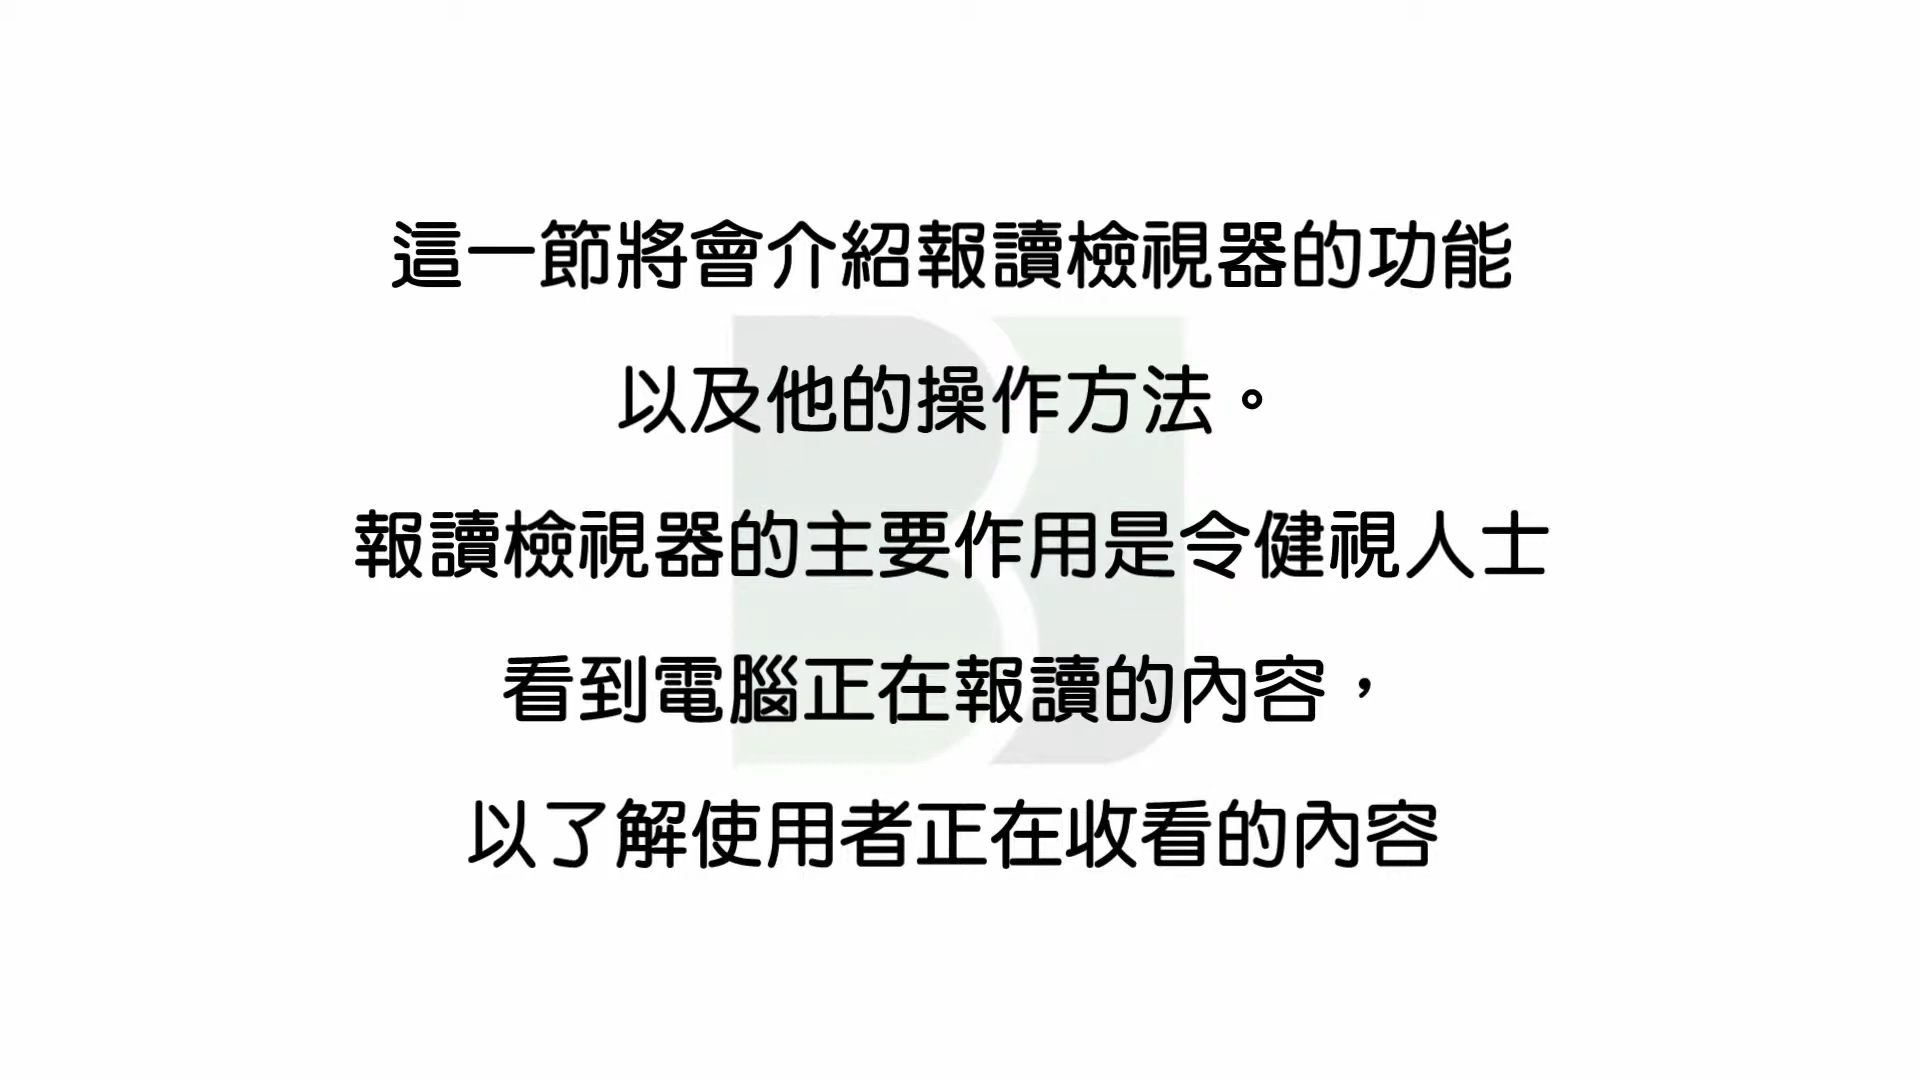 這一節將會介紹報讀檢視器的功能
以及他的操作方法。
報讀檢視器的主要作用是令健視人士
看到電腦正在報讀的內容，
以了解使用者正在收看的內容